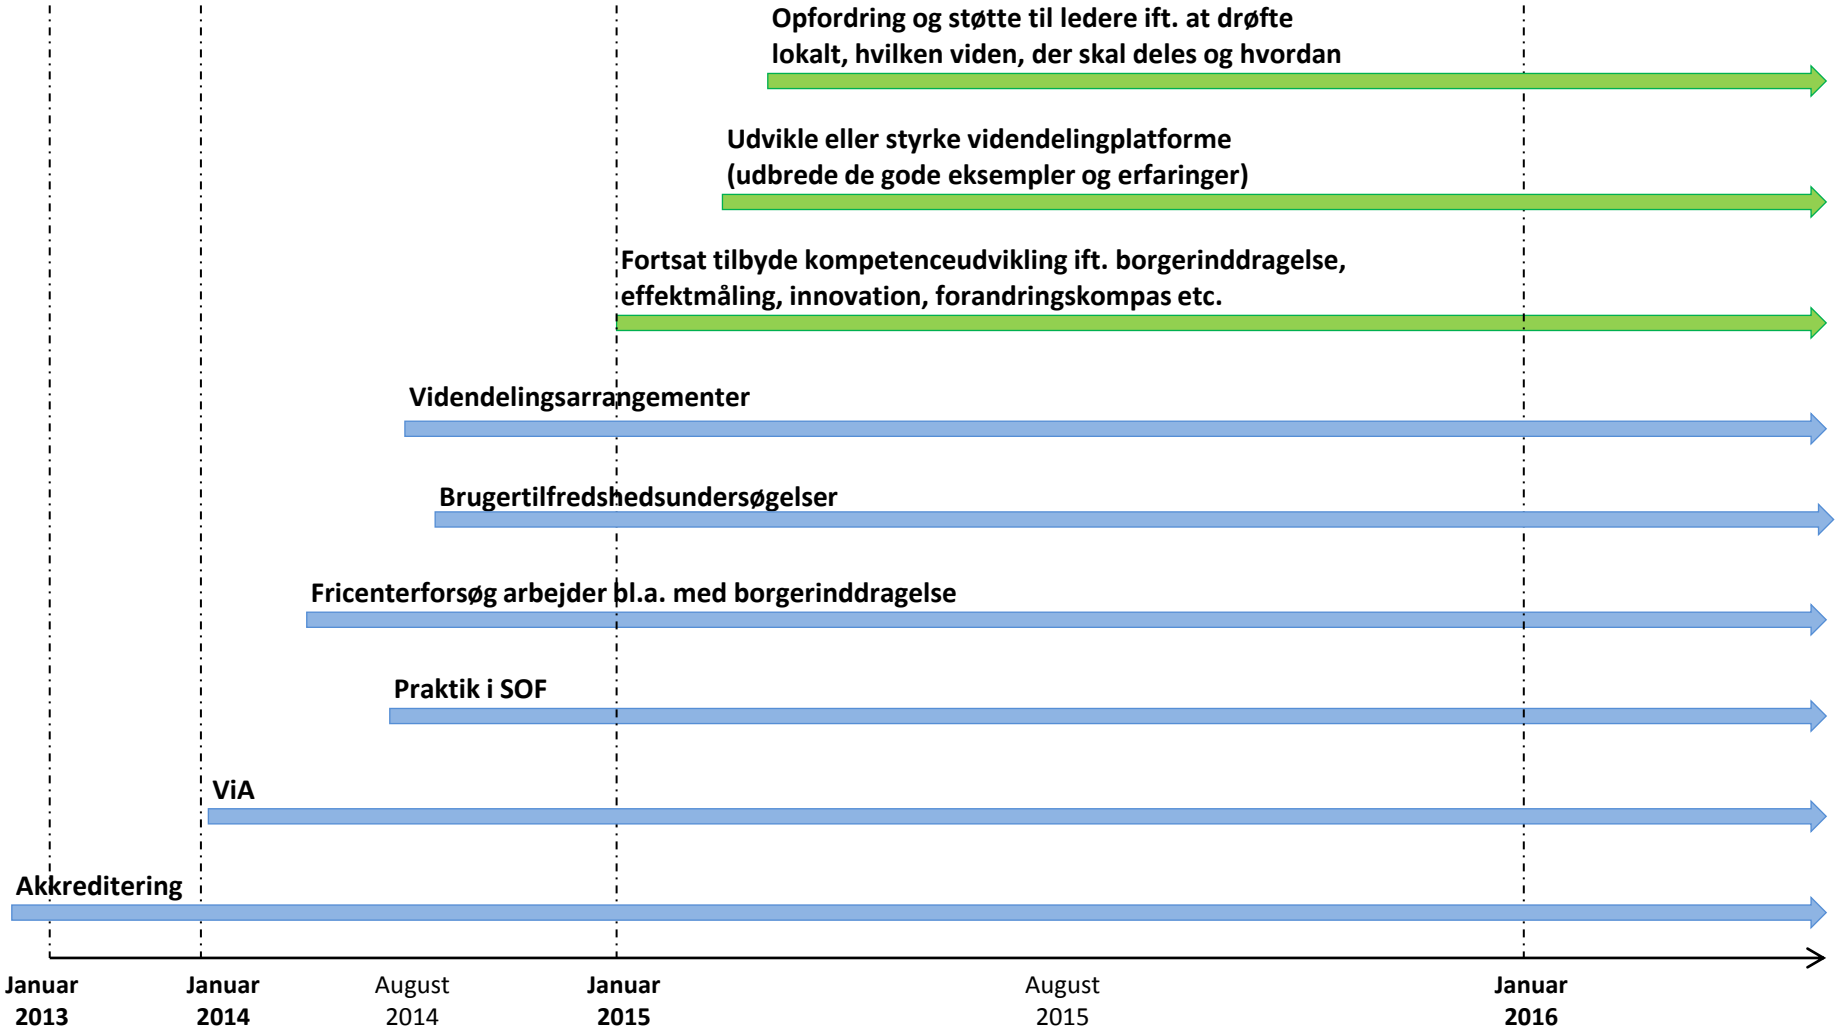 Opfordring og støtte til ledere ift. at drøfte
lokalt, hvilken viden, der skal deles og hvordan
Udvikle eller styrke videndelingplatforme
(udbrede de gode eksempler og erfaringer)
Fortsat tilbyde kompetenceudvikling ift. borgerinddragelse,
effektmåling, innovation, forandringskompas etc.
Videndelingsarrangementer
Brugertilfredshedsundersøgelser
Fricenterforsøg arbejder bl.a. med borgerinddragelse
Praktik i SOF
ViA
Akkreditering
Januar
2013
Januar
2014
August
2014
Januar
2015
August
2015
Januar
2016